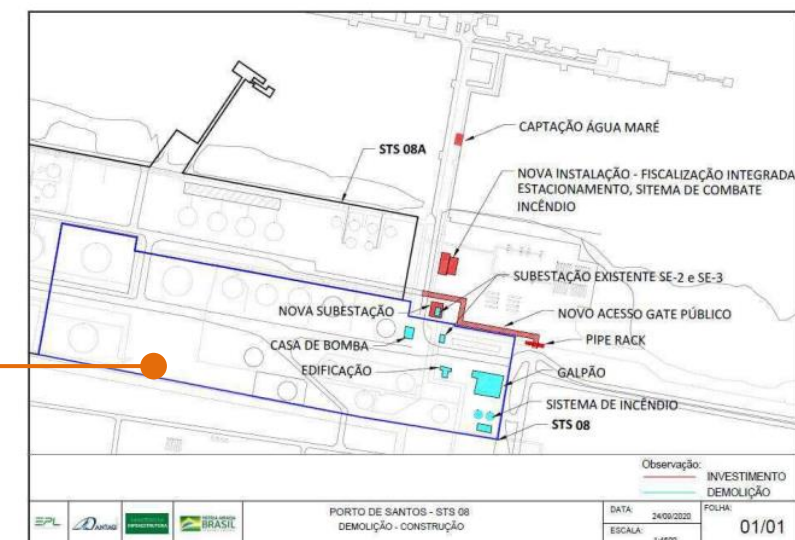 CAPTAÇÃO ÁGUA MARÉ
STS 08A
NOVA INSTALAÇÃO - FISCALIZAÇÃO INTEGRADA
ESTACIONAMENTO, SITEMA DE COMBATE
INCÊNDIO
SUBESTAÇÃO EXISTENTE SE-2 e SE-3
NOVA SUBESTAÇÃO
NOVO ACESSO GATE PÚBLICO
CASA DE BOMBA
PIPE RACK
EDIFICAÇÃO
GALPÃO
SISTEMA DE INCÊNDIO
STS 08
Observação:
INVESTIMENTO
DEMOLIÇÃO
EPL
ANTAQ
BRASIL
PORTO DE SANTOS - STS 08
DEMOLIÇÃO - CONSTRUÇÃO
DATA:
24/09/2020
ESCALA:
FOLHA:
01/01